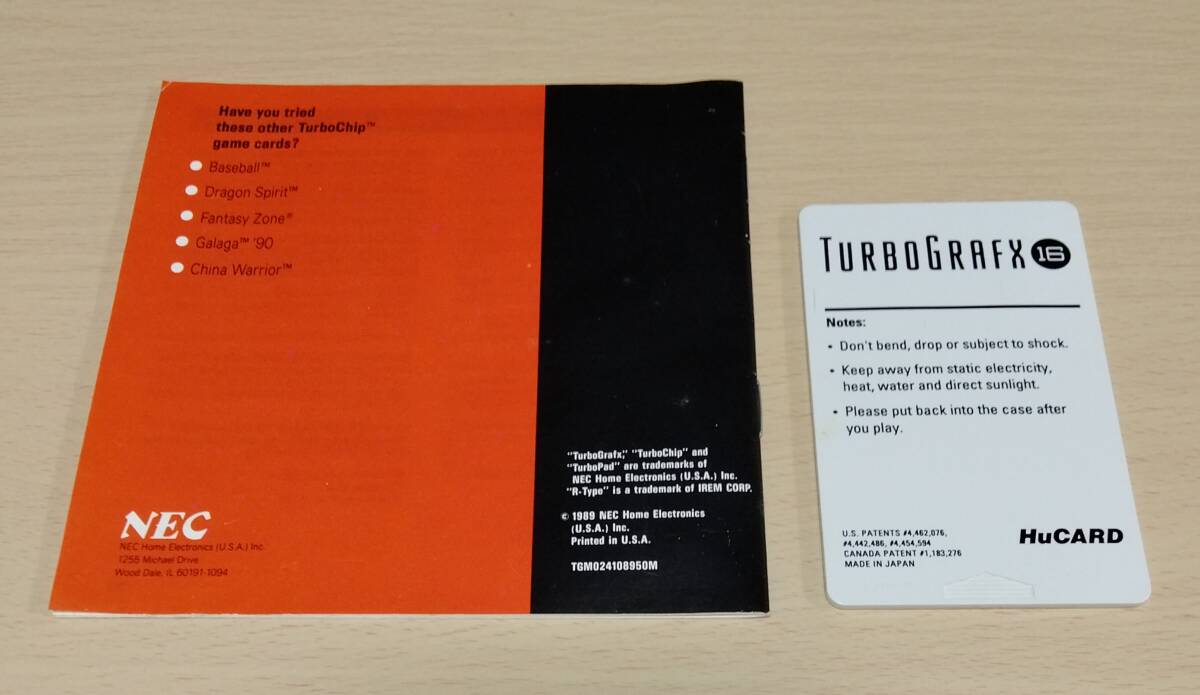 Have you tried
these other TurboChip™
game cards?
Baseball™
Dragon Spirit™
Fantasy Zone®
Galaga™ '90
China Warrior™
NEC
NEC Home Electronics (U.S.A.) Inc.
1255 Michael Drive
Wood Dale, IL 60191-1094
"TurboGrafx," "TurboChip" and
"TurboPad" are trademarks of
NEC Home Electronics (U.S.A.) Inc.
"R-Type" is a trademark of IREM CORP.
© 1989 NEC Home Electronics
(U.S.A.) Inc.
Printed in U.S.A.
TGM024108950M
TURBOGRAFX 16
Notes:
• Don't bend, drop or subject to shock.
• Keep away from static electricity,
heat, water and direct sunlight.
• Please put back into the case after
you play.
U.S. PATENTS #4,462,076,
#4,442,486, #4,454,594
CANADA PATENT #1,183,276
MADE IN JAPAN
HuCARD